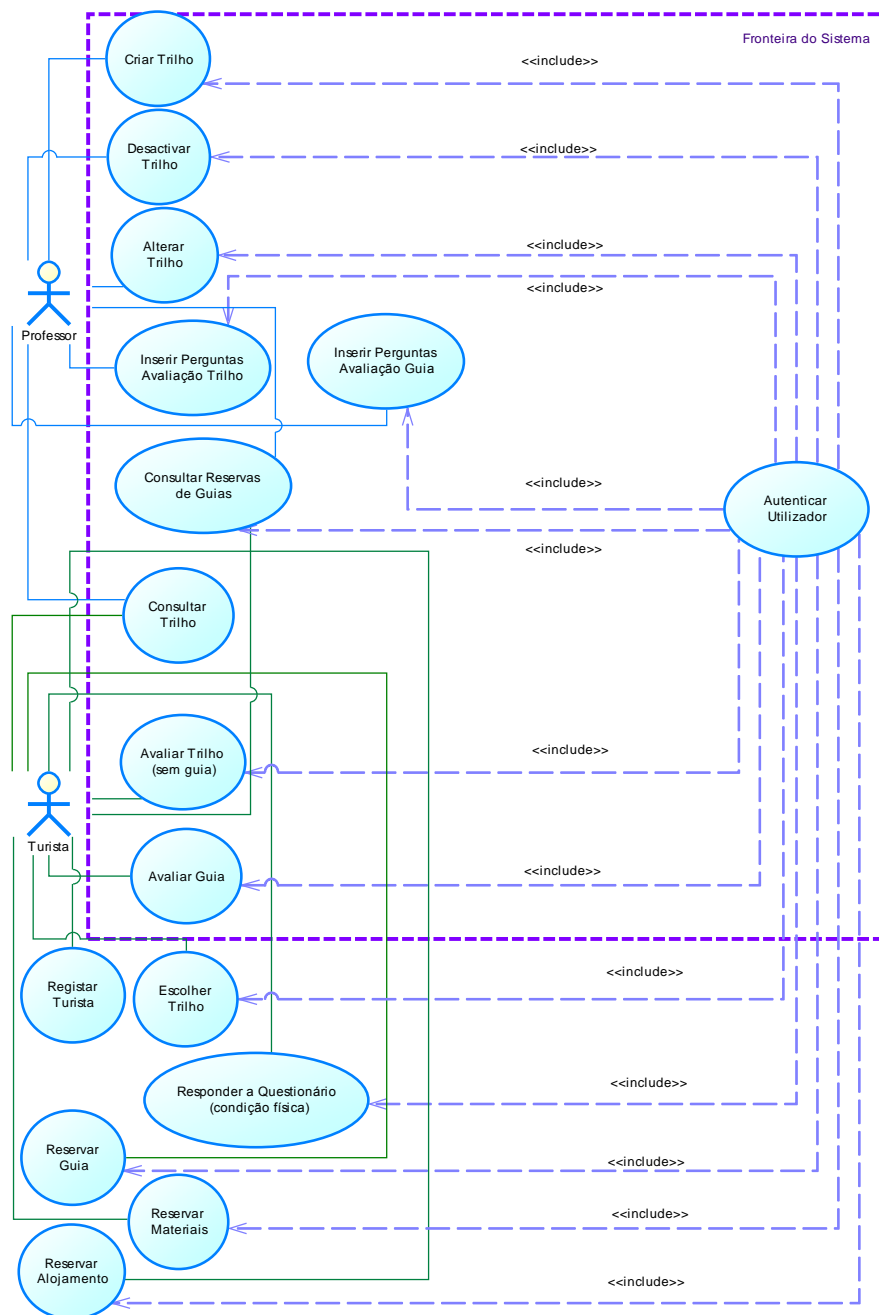 Fronteira do Sistema
Criar Trilho
<<include>>
Desactivar
Trilho
<<include>>
Alterar
Trilho
<<include>>
<<include>>
Professor
Inserir Perguntas
Avaliação Trilho
Inserir Perguntas
Avaliação Guia
Consultar Reservas
de Guias
<<include>>
Autenticar
Utilizador
<<include>>
Consultar
Trilho
Avaliar Trilho
(sem guia)
<<include>>
Turista
Avaliar Guia
<<include>>
Registar
Turista
Escolher
Trilho
<<include>>
Responder a Questionário
(condição física)
<<include>>
Reservar
Guia
<<include>>
Reservar
Materiais
<<include>>
Reservar
Alojamento
<<include>>